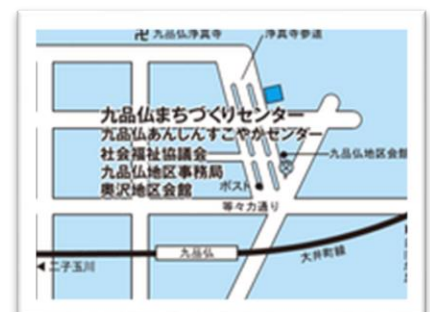 卍 九品仏浄真寺
浄真寺参道
九品仏まちづくりセンター
九品仏あんしんすこやかセンター
社会福祉協議会
九品仏地区会館
九品仏地区事務局
奥沢地区会館
ポスト
等々力通り
九品仏
大井町線
二子玉川